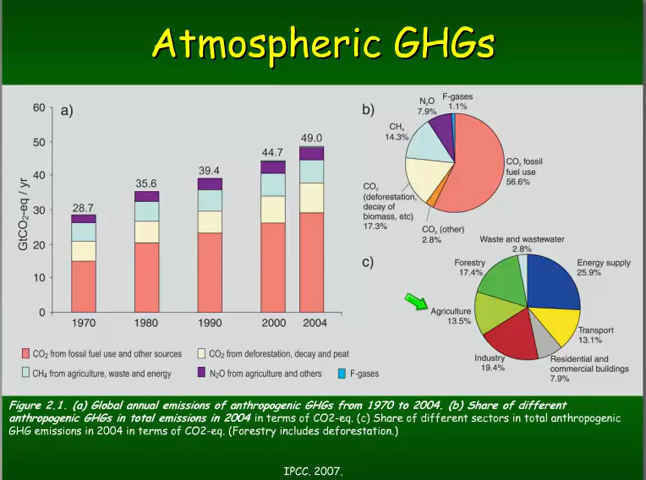 Atmospheric GHGs
a)
60
50
40
30
20
10
0
GtCO₂-eq / yr
28.7
35.6
39.4
44.7
49.0
1970
1980
1990
2000
2004
CO₂ from fossil fuel use and other sources
CO₂ from deforestation, decay and peat
CH₄ from agriculture, waste and energy
N₂O from agriculture and others
F-gases
b)
F-gases
1.1%
N₂O
7.9%
CH₄
14.3%
CO₂ fossil
fuel use
56.6%
CO₂
(deforestation,
decay of
biomass, etc)
17.3%
CO₂ (other)
2.8%
c)
Waste and wastewater
2.8%
Forestry
17.4%
Energy supply
25.9%
Agriculture
13.5%
Transport
13.1%
Industry
19.4%
Residential and
commercial buildings
7.9%
Figure 2.1. (a) Global annual emissions of anthropogenic GHGs from 1970 to 2004. (b) Share of different
anthropogenic GHGs in total emissions in 2004 in terms of CO2-eq. (c) Share of different sectors in total anthropogenic
GHG emissions in 2004 in terms of CO2-eq. (Forestry includes deforestation.)
IPCC. 2007.